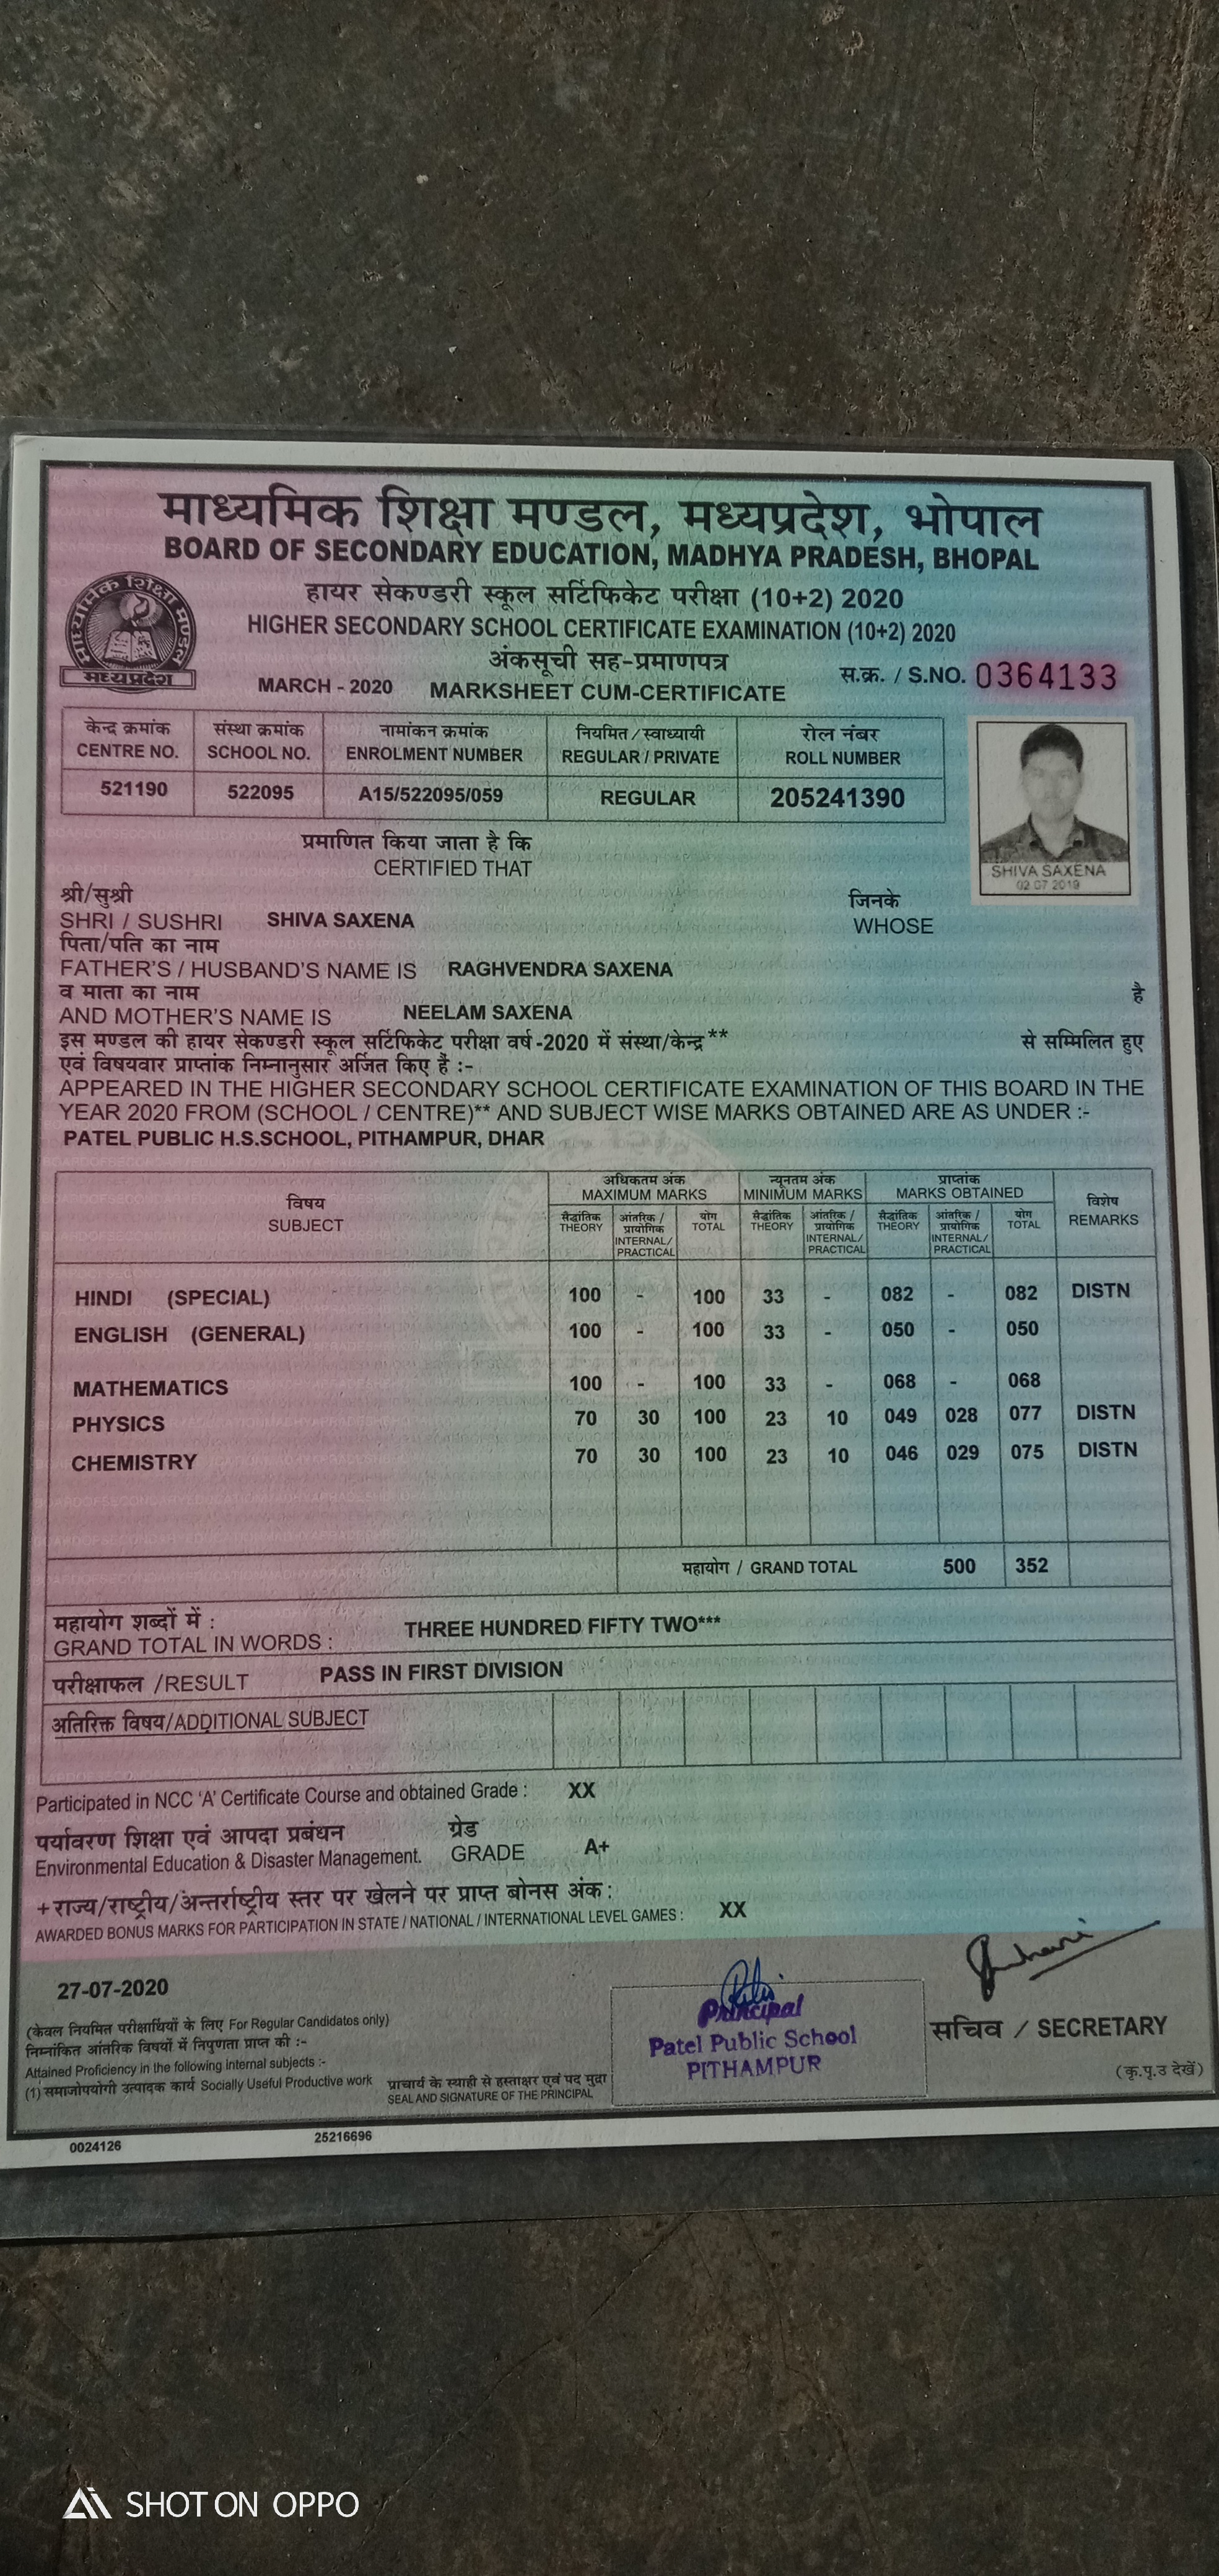 माध्यमिक शिक्षा मण्डल, मध्यप्रदेश, भोपाल
BOARD OF SECONDARY EDUCATION, MADHYA PRADESH, BHOPAL
हायर सेकण्डरी स्कूल सर्टिफिकेट परीक्षा (10+2) 2020
HIGHER SECONDARY SCHOOL CERTIFICATE EXAMINATION (10+2) 2020
माध्यमिक शिक्षा मण्डल
मध्यप्रदेश
अंकसूची सह-प्रमाणपत्र
MARCH - 2020 MARKSHEET CUM-CERTIFICATE स.क्र. / S.NO. 0364133
केन्द्र क्रमांक संस्था क्रमांक नामांकन क्रमांक नियमित/स्वाध्यायी रोल नंबर
CENTRE NO. SCHOOL NO. ENROLMENT NUMBER REGULAR / PRIVATE ROLL NUMBER
521190 522095 A15/522095/059 REGULAR 205241390
SHIVA SAXENA
02 07 2019
प्रमाणित किया जाता है कि
CERTIFIED THAT
श्री/सुश्री जिनके
SHRI / SUSHRI SHIVA SAXENA WHOSE
पिता/पति का नाम
FATHER'S / HUSBAND'S NAME IS RAGHVENDRA SAXENA
व माता का नाम है
AND MOTHER'S NAME IS NEELAM SAXENA
इस मण्डल की हायर सेकण्डरी स्कूल सर्टिफिकेट परीक्षा वर्ष-2020 में संस्था/केन्द्र** से सम्मिलित हुए
एवं विषयवार प्राप्तांक निम्नानुसार अर्जित किए हैं :-
APPEARED IN THE HIGHER SECONDARY SCHOOL CERTIFICATE EXAMINATION OF THIS BOARD IN THE
YEAR 2020 FROM (SCHOOL / CENTRE)** AND SUBJECT WISE MARKS OBTAINED ARE AS UNDER :-
PATEL PUBLIC H.S.SCHOOL, PITHAMPUR, DHAR
विषय अधिकतम अंक न्यूनतम अंक प्राप्तांक विशेष
SUBJECT MAXIMUM MARKS MINIMUM MARKS MARKS OBTAINED REMARKS
सैद्धांतिक आंतरिक / प्रायोगिक योग सैद्धांतिक आंतरिक / प्रायोगिक सैद्धांतिक आंतरिक / प्रायोगिक योग
THEORY INTERNAL/ PRACTICAL TOTAL THEORY INTERNAL/ PRACTICAL THEORY INTERNAL/ PRACTICAL TOTAL
HINDI (SPECIAL) 100 - 100 33 - 082 - 082 DISTN
ENGLISH (GENERAL) 100 - 100 33 - 050 - 050
MATHEMATICS 100 - 100 33 - 068 - 068
PHYSICS 70 30 100 23 10 049 028 077 DISTN
CHEMISTRY 70 30 100 23 10 046 029 075 DISTN
महायोग / GRAND TOTAL 500 352
महायोग शब्दों में :
GRAND TOTAL IN WORDS : THREE HUNDRED FIFTY TWO***
परीक्षाफल /RESULT PASS IN FIRST DIVISION
अतिरिक्त विषय/ADDITIONAL SUBJECT
Participated in NCC 'A' Certificate Course and obtained Grade : XX
पर्यावरण शिक्षा एवं आपदा प्रबंधन ग्रेड
Environmental Education & Disaster Management. GRADE A+
+राज्य/राष्ट्रीय/अन्तर्राष्ट्रीय स्तर पर खेलने पर प्राप्त बोनस अंक :
AWARDED BONUS MARKS FOR PARTICIPATION IN STATE / NATIONAL / INTERNATIONAL LEVEL GAMES : XX
27-07-2020
(केवल नियमित परीक्षार्थियों के लिए For Regular Candidates only)
निम्नांकित आंतरिक विषयों में निपुणता प्राप्त की :-
Attained Proficiency in the following internal subjects :-
(1) समाजोपयोगी उत्पादक कार्य Socially Useful Productive work
प्राचार्य के स्याही से हस्ताक्षर एवं पद मुद्रा
SEAL AND SIGNATURE OF THE PRINCIPAL
Principal
Patel Public School
PITHAMPUR
सचिव / SECRETARY
(कृ.पृ.उ देखें)
0024126 25216696
SHOT ON OPPO